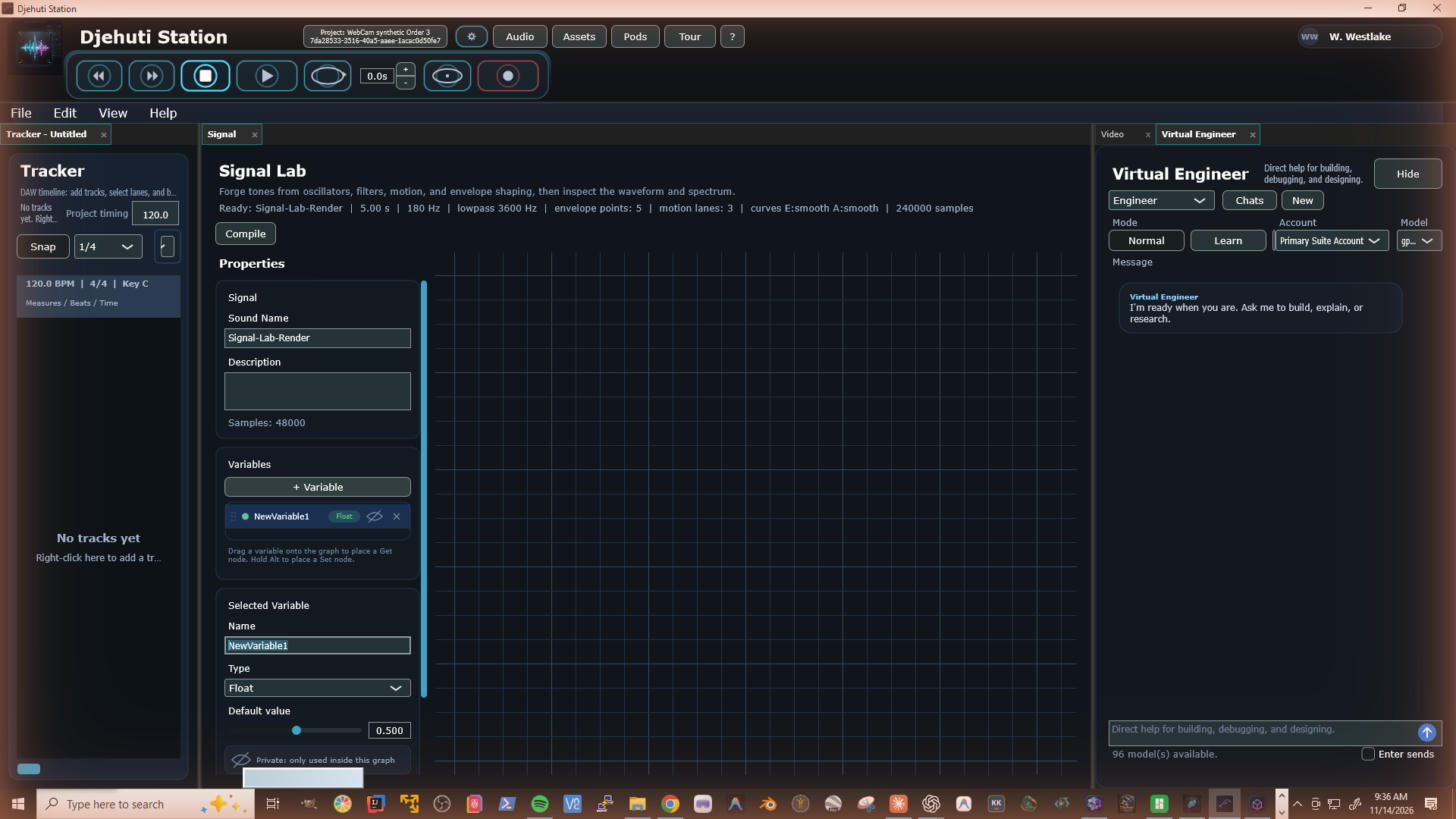 Djehuti Station
Djehuti Station
Project: WebCam synthetic Order 3
7da28533-3516-40a5-aaee-1acac0d50fe7
Audio
Assets
Pods
Tour
?
WW W. Westlake
0.0s
+
-
File Edit View Help
Tracker - Untitled x
Signal x
Video x
Virtual Engineer x
Tracker
DAW timeline: add tracks, select lanes, and b...
No tracks
yet. Right...
Project timing
120.0
Snap
1/4
120.0 BPM | 4/4 | Key C
Measures / Beats / Time
No tracks yet
Right-click here to add a tr...
Signal Lab
Forge tones from oscillators, filters, motion, and envelope shaping, then inspect the waveform and spectrum.
Ready: Signal-Lab-Render | 5.00 s | 180 Hz | lowpass 3600 Hz | envelope points: 5 | motion lanes: 3 | curves E:smooth A:smooth | 240000 samples
Compile
Properties
Signal
Sound Name
Signal-Lab-Render
Description
Samples: 48000
Variables
+ Variable
NewVariable1 Float
Drag a variable onto the graph to place a Get
node. Hold Alt to place a Set node.
Selected Variable
Name
NewVariable1
Type
Float
Default value
0.500
Private: only used inside this graph
Virtual Engineer
Direct help for building,
debugging, and designing.
Hide
Engineer
Chats
New
Mode
Account
Model
Normal
Learn
Primary Suite Account
gp...
Message
Virtual Engineer
I'm ready when you are. Ask me to build, explain, or
research.
Direct help for building, debugging, and designing.
96 model(s) available.
Enter sends
Type here to search
KK
9:36 AM
11/14/2026